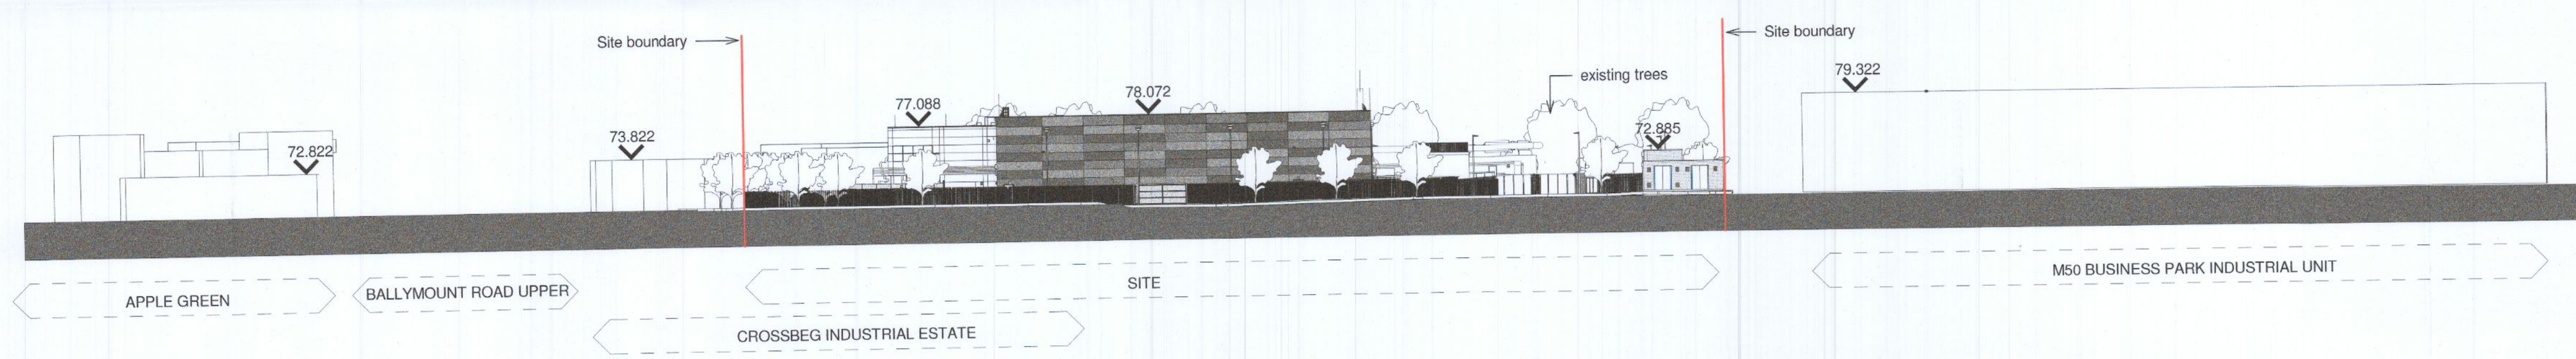 Site boundary
Site boundary
existing trees
79.322
78.072
77.088
73.822
72.885
72.822
APPLE GREEN
BALLYMOUNT ROAD UPPER
SITE
M50 BUSINESS PARK INDUSTRIAL UNIT
CROSSBEG INDUSTRIAL ESTATE